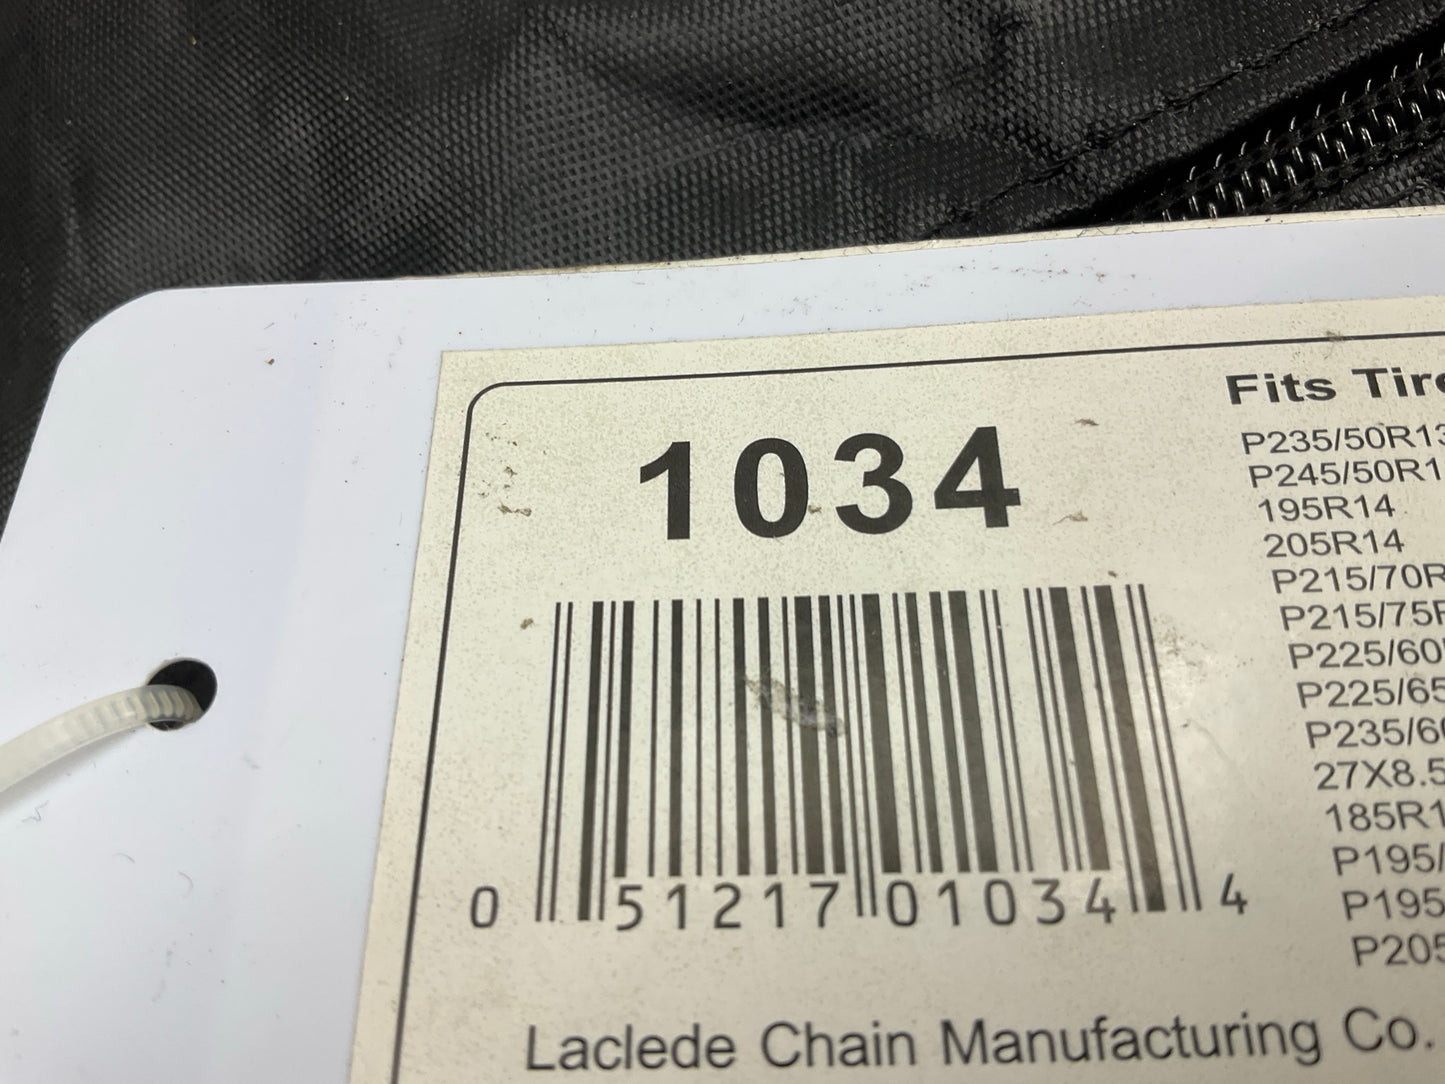 1034
0 51217 01034 4
Laclede Chain Manufacturing Co.
Fits
P235/50R13
P245/50R1
195R14
205R14
P215/70R
P215/75R
P225/60
P225/65
P235/60
27X8.5
185R1
P195/
P195
P205